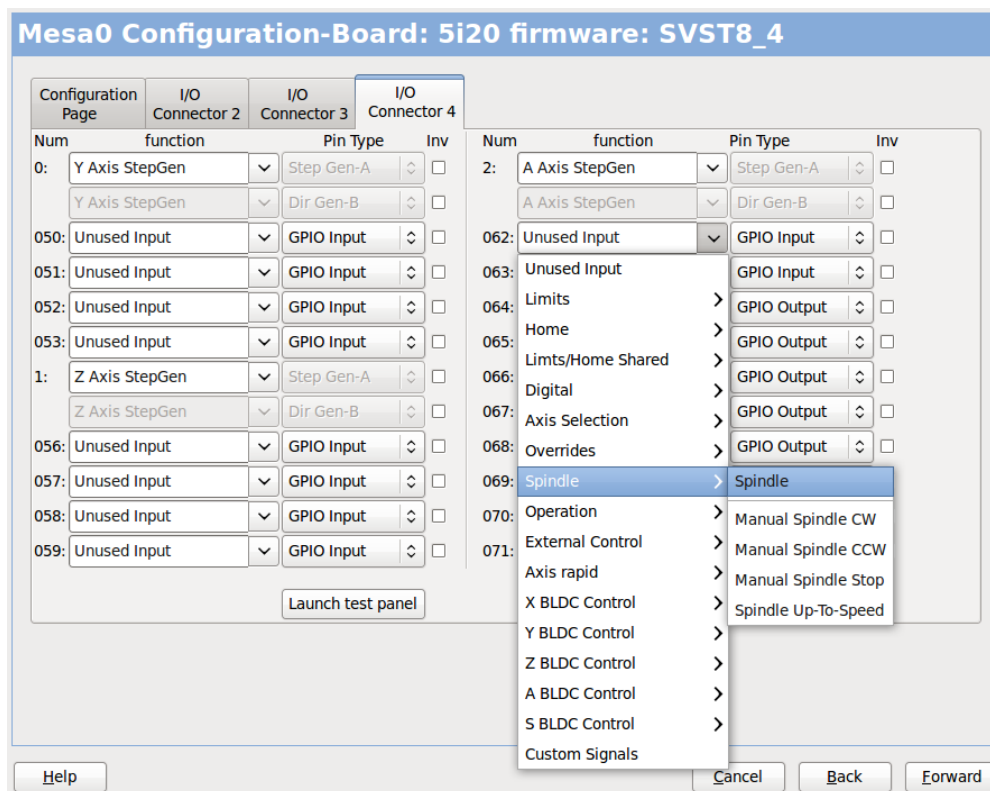 Mesa0 Configuration-Board: 5i20 firmware: SVST8_4
Configuration Page
I/O Connector 2
I/O Connector 3
I/O Connector 4
Num function Pin Type Inv Num function Pin Type Inv
0: Y Axis StepGen Step Gen-A 2: A Axis StepGen Step Gen-A
Y Axis StepGen Dir Gen-B A Axis StepGen Dir Gen-B
050: Unused Input GPIO Input 062: Unused Input GPIO Input
051: Unused Input GPIO Input 063: Unused Input GPIO Input
052: Unused Input GPIO Input 064: Limits GPIO Output
053: Unused Input GPIO Input 065: Home GPIO Output
1: Z Axis StepGen Step Gen-A 066: Limts/Home Shared GPIO Output
Z Axis StepGen Dir Gen-B 067: Digital GPIO Output
056: Unused Input GPIO Input 068: Axis Selection GPIO Output
Overrides
057: Unused Input GPIO Input 069: Spindle Spindle
058: Unused Input GPIO Input 070: Operation Manual Spindle CW
059: Unused Input GPIO Input 071: External Control Manual Spindle CCW
Axis rapid Manual Spindle Stop
Launch test panel X BLDC Control Spindle Up-To-Speed
Y BLDC Control
Z BLDC Control
A BLDC Control
S BLDC Control
Custom Signals
Help Cancel Back Forward